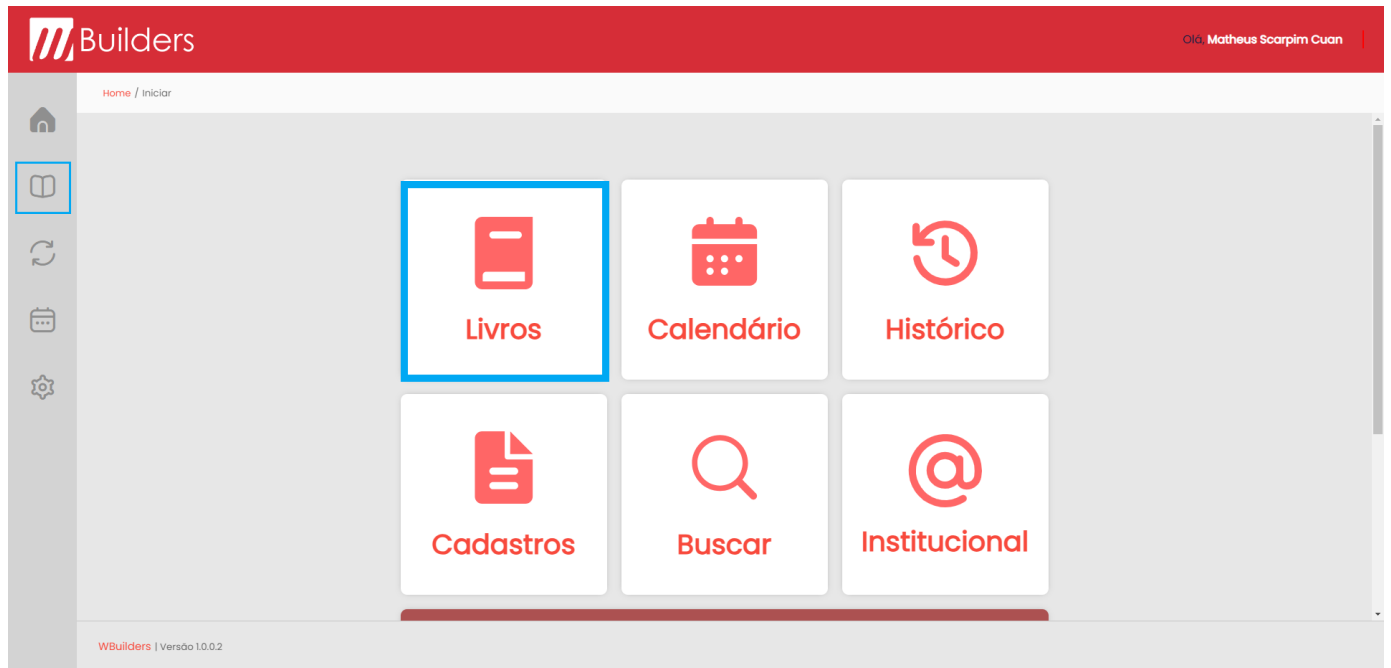 Builders
Olá, Matheus Scarpim Cuan
Home / Iniciar
Livros
Calendário
Histórico
Cadastros
Buscar
Institucional
WBuilders | Versão 1.0.0.2